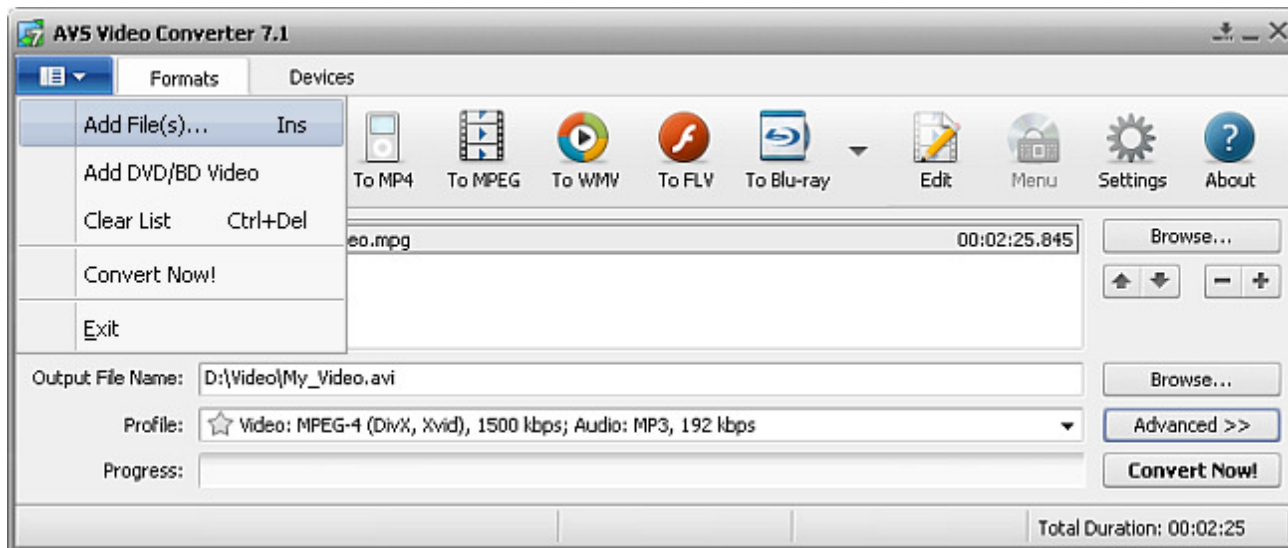 AVS Video Converter 7.1
Formats Devices
Add File(s)... Ins
Add DVD/BD Video
Clear List Ctrl+Del
Convert Now!
Exit
To MP4 To MPEG To WMV To FLV To Blu-ray Edit Menu Settings About
eo.mpg 00:02:25.845 Browse...
Output File Name: D:\Video\My_Video.avi Browse...
Profile: Video: MPEG-4 (DivX, Xvid), 1500 kbps; Audio: MP3, 192 kbps Advanced >>
Progress: Convert Now!
Total Duration: 00:02:25